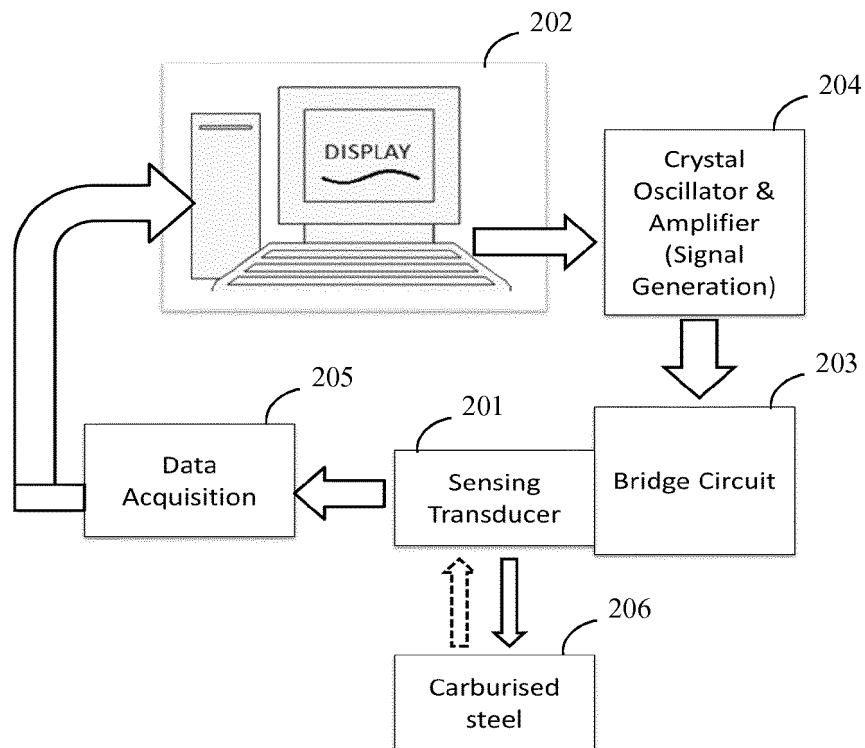 202
204
DISPLAY
Crystal
Oscillator &
Amplifier
(Signal
Generation)
205
201
203
Data
Acquisition
Sensing
Transducer
Bridge Circuit
206
Carburised
steel